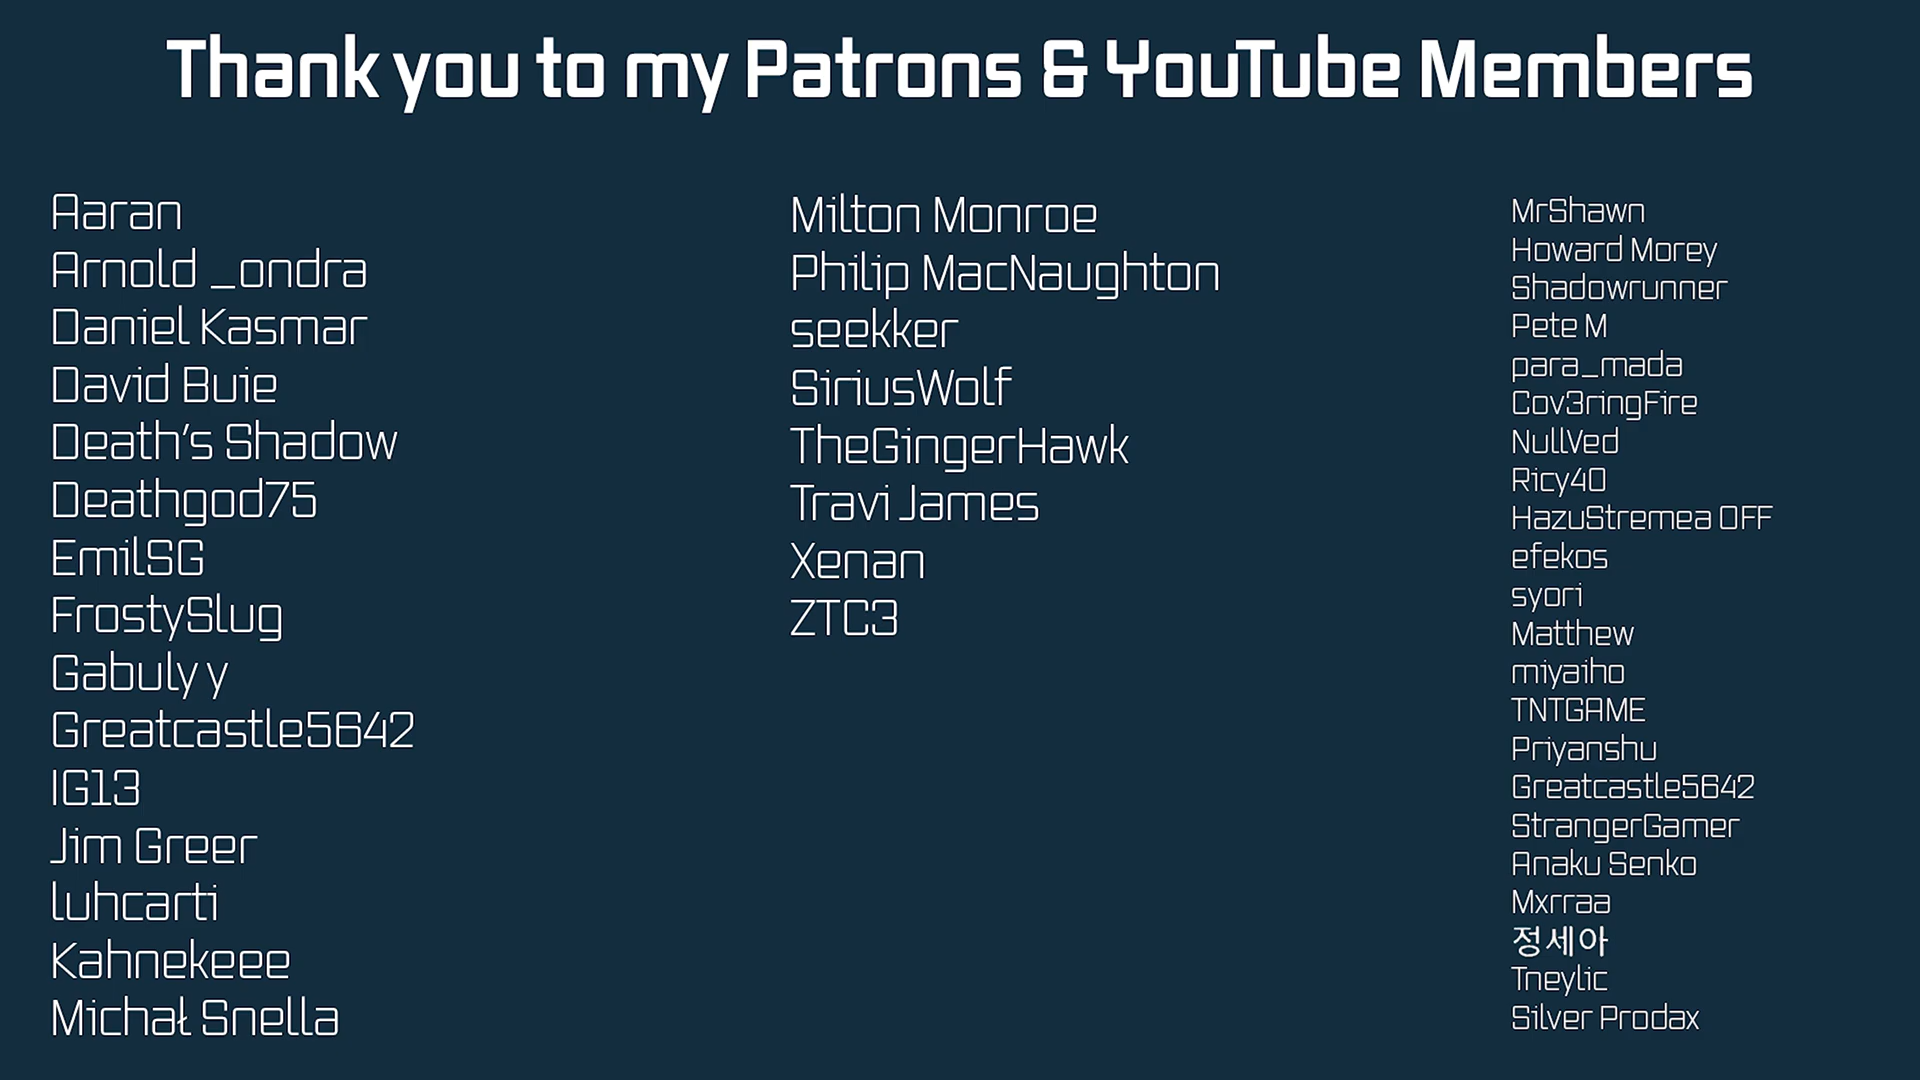 Thank you to my Patrons & YouTube Members
Aaran
Arnold _ondra
Daniel Kasmar
David Buie
Death's Shadow
Deathgod75
EmilSG
FrostySlug
Gabuly y
Greatcastle5642
IG13
Jim Greer
luhcarti
Kahnekeee
Michał Snella
Milton Monroe
Philip MacNaughton
seekker
SiriusWolf
TheGingerHawk
Travi James
Xenan
ZTC3
MrShawn
Howard Morey
Shadowrunner
Pete M
para_mada
Cov3ringFire
NullVed
Ricy40
HazuStremea OFF
efekos
syori
Matthew
miyaiho
TNTGAME
Priyanshu
Greatcastle5642
StrangerGamer
Anaku Senko
Mxrraa
정세아
Tneylic
Silver Prodax